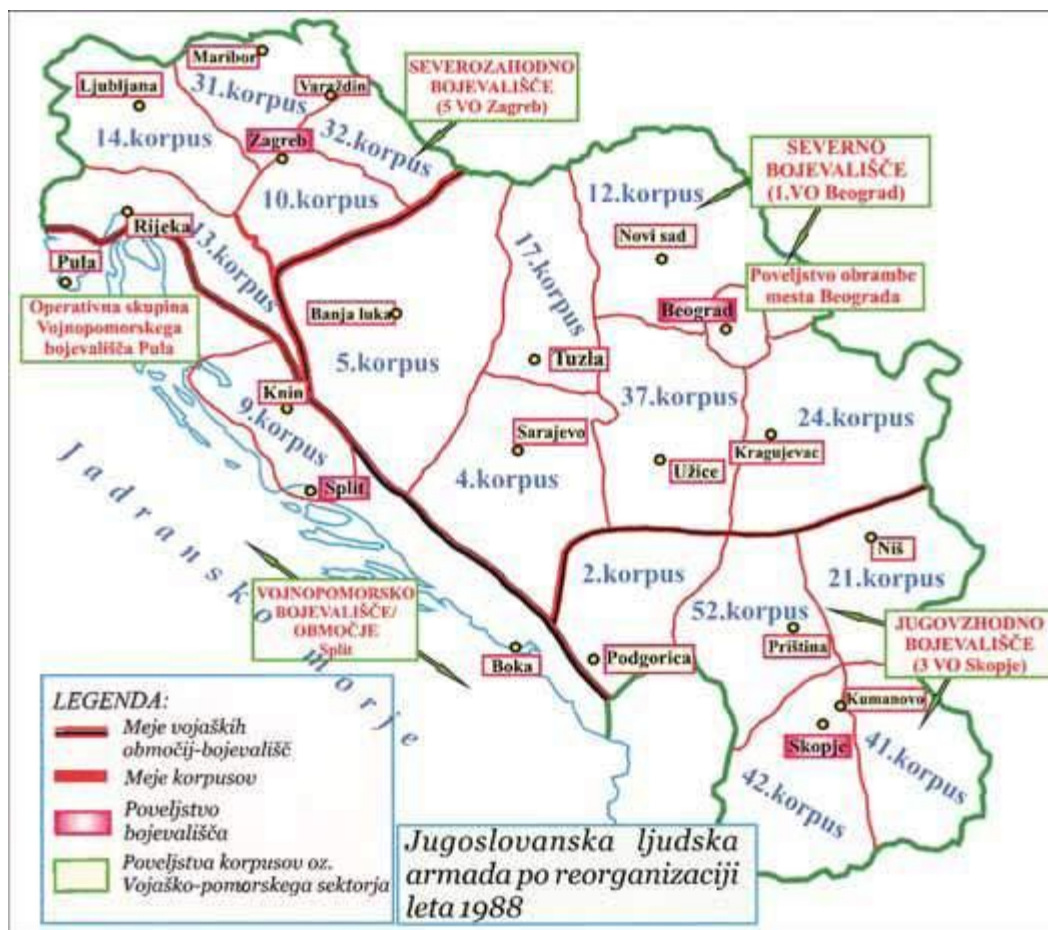 Maribor
Ljubljana
31.korpus
Varaždin
SEVEROZAHODNO
BOJEVALIŠČE
(5 VO Zagreb)
14.korpus
Zagreb
32.korpus
10.korpus
SEVERNO
BOJEVALIŠČE
(1.VO Beograd)
12.korpus
Rijeka
13.korpus
Pula
17.korpus
Novi sad
Operativna skupina
Vojnopomorskega
bojevališča Pula
Banja luka
Beograd
Poveljstvo obrambe
mesta Beograda
5.korpus
Tuzla
Knin
37.korpus
24.korpus
9.korpus
Sarajevo
Kragujevac
Užice
4.korpus
Split
Jadransko morje
Niš
2.korpus
21.korpus
VOJNOPOMORSKO
BOJEVALIŠČE/
OBMOČJE
Split
52.korpus
Priština
JUGOVZHODNO
BOJEVALIŠČE
(3 VO Skopje)
Boka
Podgorica
Kumanovo
Skopje
41.korpus
42.korpus
LEGENDA:
Meje vojaških
območij-bojevališč
Meje korpusov
Poveljstvo
bojevališča
Poveljstva korpusov oz.
Vojaško-pomorskega sektorja
Jugoslovanska ljudska
armada po reorganizaciji
leta 1988